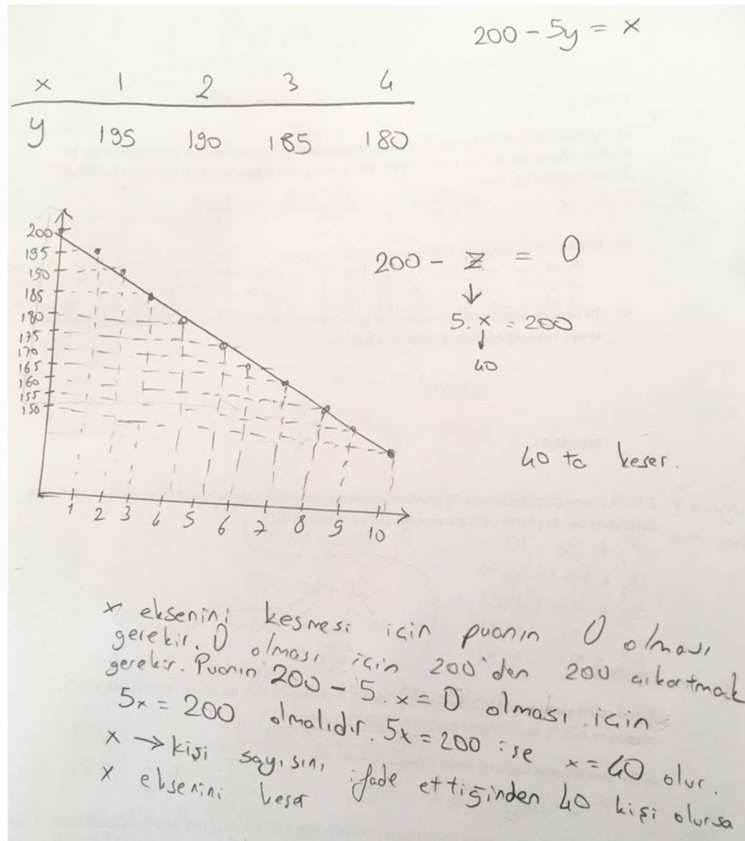 200 - 5y = x
x 1 2 3 4
y 195 190 185 180
200
195
190
185
180
175
170
165
160
155
150
1 2 3 4 5 6 7 8 9 10
200 - z = 0
↓
5.x = 200
↓
40
40 ta keser.
x eksenini kesmesi için puanın 0 olması
gerekir. 0 olması için 200'den 200 çıkartmak
gerekir. Puanın 200 - 5.x = 0 olması için
5x = 200 olmalıdır. 5x = 200 ise x = 40 olur.
x → kişi sayısını ifade ettiğinden 40 kişi olursa
x eksenini keser